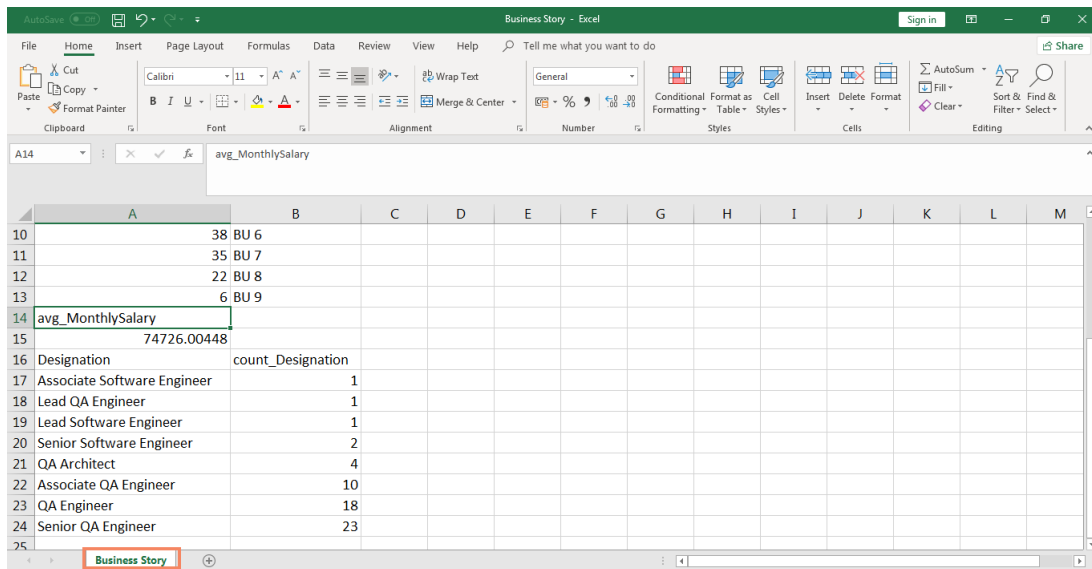 AutoSave Off Business Story - Excel Sign in
File Home Insert Page Layout Formulas Data Review View Help Tell me what you want to do Share
Paste
Cut
Copy
Format Painter
Clipboard
Calibri 11 A^ A˅
B I U A
Font
Wrap Text
Merge & Center
Alignment
General
% 9 .00 .0
Number
Conditional Formatting
Format as Table
Cell Styles
Styles
Insert Delete Format
Cells
AutoSum
Fill
Clear
Sort & Filter
Find & Select
Editing
A14 fx avg_MonthlySalary
A B C D E F G H I J K L M
10 38 BU 6
11 35 BU 7
12 22 BU 8
13 6 BU 9
14 avg_MonthlySalary
15 74726.00448
16 Designation count_Designation
17 Associate Software Engineer 1
18 Lead QA Engineer 1
19 Lead Software Engineer 1
20 Senior Software Engineer 2
21 QA Architect 4
22 Associate QA Engineer 10
23 QA Engineer 18
24 Senior QA Engineer 23
25
Business Story